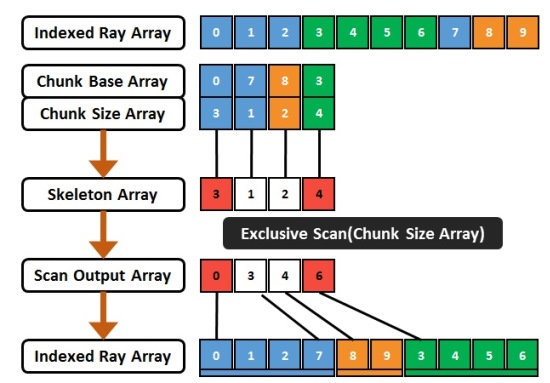 Indexed Ray Array 0 1 2 3 4 5 6 7 8 9
Chunk Base Array 0 7 8 3
Chunk Size Array 3 1 2 4
Skeleton Array 3 1 2 4
Exclusive Scan(Chunk Size Array)
Scan Output Array 0 3 4 6
Indexed Ray Array 0 1 2 7 8 9 3 4 5 6